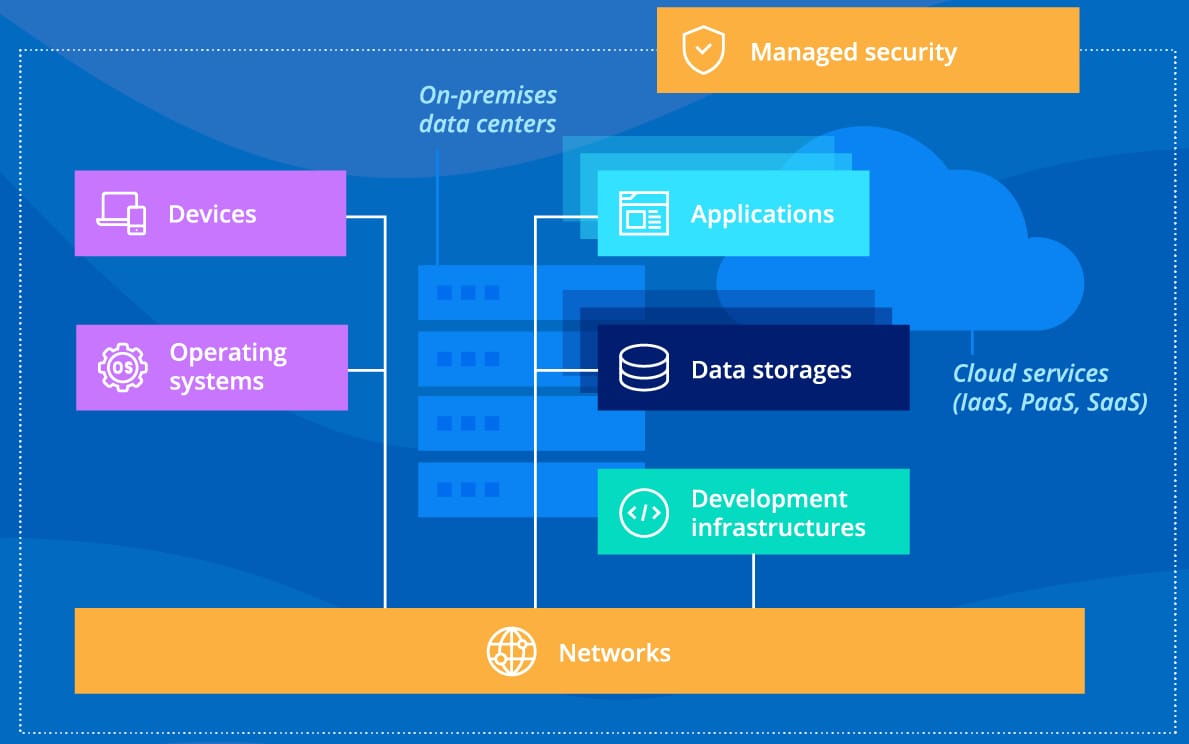 Managed security
On-premises
data centers
Devices
Applications
OS
Operating
systems
Data storages
Cloud services
(IaaS, PaaS, SaaS)
</>
Development
infrastructures
Networks